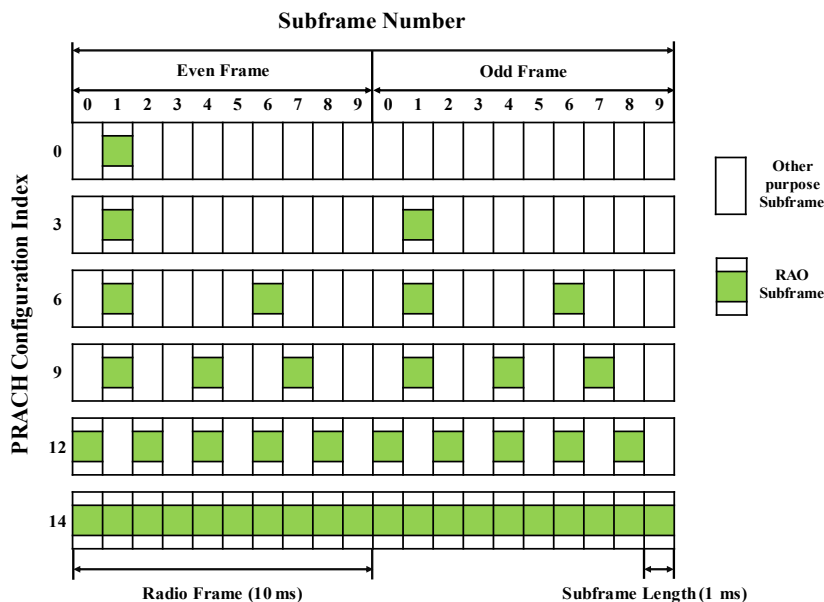 Subframe Number
Even Frame
Odd Frame
0 1 2 3 4 5 6 7 8 9 0 1 2 3 4 5 6 7 8 9
PRACH Configuration Index
0
3
6
9
12
14
Other
purpose
Subframe
RAO
Subframe
Radio Frame (10 ms)
Subframe Length (1 ms)